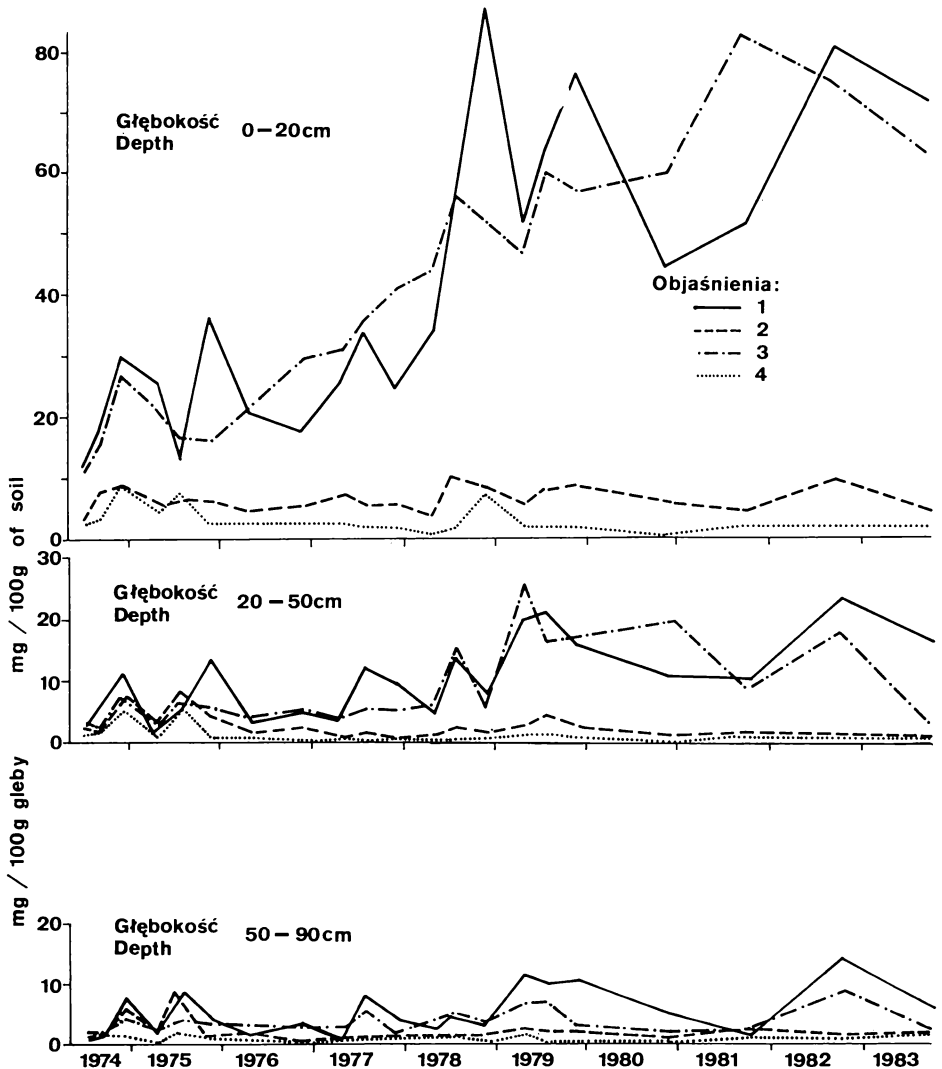 80
60
40
20
0
Głębokość 0–20cm
Depth
Objaśnienia:
1
2
3
4
30
20
10
0
Głębokość 20–50cm
Depth
20
10
0
Głębokość 50–90cm
Depth
mg / 100g of soil
mg / 100g gleby
1974 1975 1976 1977 1978 1979 1980 1981 1982 1983